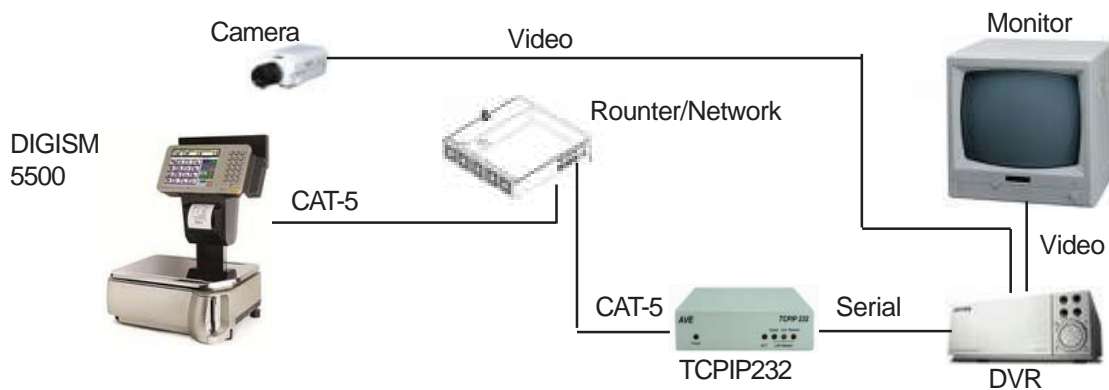 Camera
Video
Monitor
DIGISM
5500
Rounter/Network
CAT-5
Video
CAT-5
AVE
TCPIP 232
Serial
TCPIP232
DVR